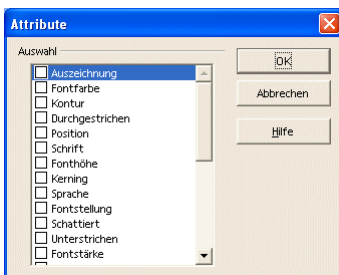 Attribute
Auswahl
Auszeichnung
Fontfarbe
Kontur
Durchgestrichen
Position
Schrift
Fonthöhe
Kerning
Sprache
Fontstellung
Schattiert
Unterstrichen
Fontstärke
OK
Abbrechen
Hilfe